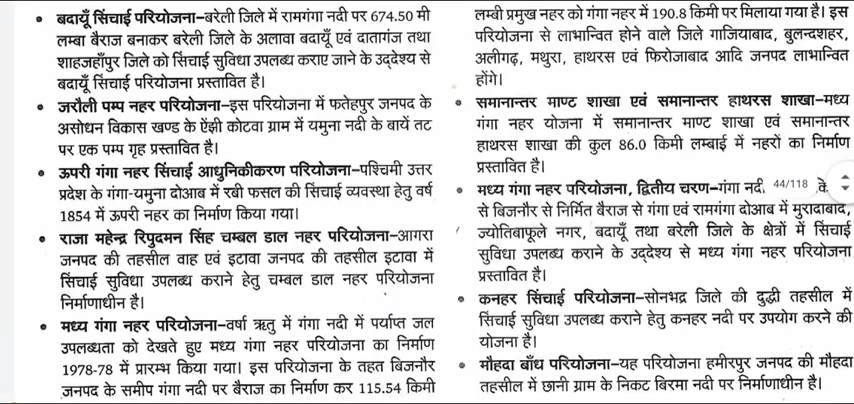 • बदायूँ सिंचाई परियोजना–बरेली जिले में रामगंगा नदी पर 674.50 मी
लम्बा बैराज बनाकर बरेली जिले के अलावा बदायूँ एवं दातागंज तथा
शाहजहाँपुर जिले को सिंचाई सुविधा उपलब्ध कराए जाने के उद्देश्य से
बदायूँ सिंचाई परियोजना प्रस्तावित है।
• जरौली पम्प नहर परियोजना–इस परियोजना में फतेहपुर जनपद के
असोधन विकास खण्ड के ऐंझी कोटवा ग्राम में यमुना नदी के बायें तट
पर एक पम्प गृह प्रस्तावित है।
• ऊपरी गंगा नहर सिंचाई आधुनिकीकरण परियोजना–पश्चिमी उत्तर
प्रदेश के गंगा-यमुना दोआब में रबी फसल की सिंचाई व्यवस्था हेतु वर्ष
1854 में ऊपरी नहर का निर्माण किया गया।
• राजा महेन्द्र रिपुदमन सिंह चम्बल डाल नहर परियोजना–आगरा
जनपद की तहसील वाह एवं इटावा जनपद की तहसील इटावा में
सिंचाई सुविधा उपलब्ध कराने हेतु चम्बल डाल नहर परियोजना
निर्माणाधीन है।
• मध्य गंगा नहर परियोजना–वर्षा ऋतु में गंगा नदी में पर्याप्त जल
उपलब्धता को देखते हुए मध्य गंगा नहर परियोजना का निर्माण
1978-78 में प्रारम्भ किया गया। इस परियोजना के तहत बिजनौर
जनपद के समीप गंगा नदी पर बैराज का निर्माण कर 115.54 किमी
लम्बी प्रमुख नहर को गंगा नहर में 190.8 किमी पर मिलाया गया है। इस
परियोजना से लाभान्वित होने वाले जिले गाजियाबाद, बुलन्दशहर,
अलीगढ़, मथुरा, हाथरस एवं फिरोजाबाद आदि जनपद लाभान्वित
होंगे।
• समानान्तर माण्ट शाखा एवं समानान्तर हाथरस शाखा–मध्य
गंगा नहर योजना में समानान्तर माण्ट शाखा एवं समानान्तर
हाथरस शाखा की कुल 86.0 किमी लम्बाई में नहरों का निर्माण
प्रस्तावित है।
• मध्य गंगा नहर परियोजना, द्वितीय चरण–गंगा नदी 44/118 के
से बिजनौर से निर्मित बैराज से गंगा एवं रामगंगा दोआब में मुरादाबाद,
ज्योतिबाफूले नगर, बदायूँ तथा बरेली जिले के क्षेत्रों में सिंचाई
सुविधा उपलब्ध कराने के उद्देश्य से मध्य गंगा नहर परियोजना
प्रस्तावित है।
• कनहर सिंचाई परियोजना–सोनभद्र जिले की दुद्धी तहसील में
सिंचाई सुविधा उपलब्ध कराने हेतु कनहर नदी पर उपयोग करने की
योजना है।
• मौहदा बाँध परियोजना–यह परियोजना हमीरपुर जनपद की मौहदा
तहसील में छानी ग्राम के निकट बिरमा नदी पर निर्माणाधीन है।